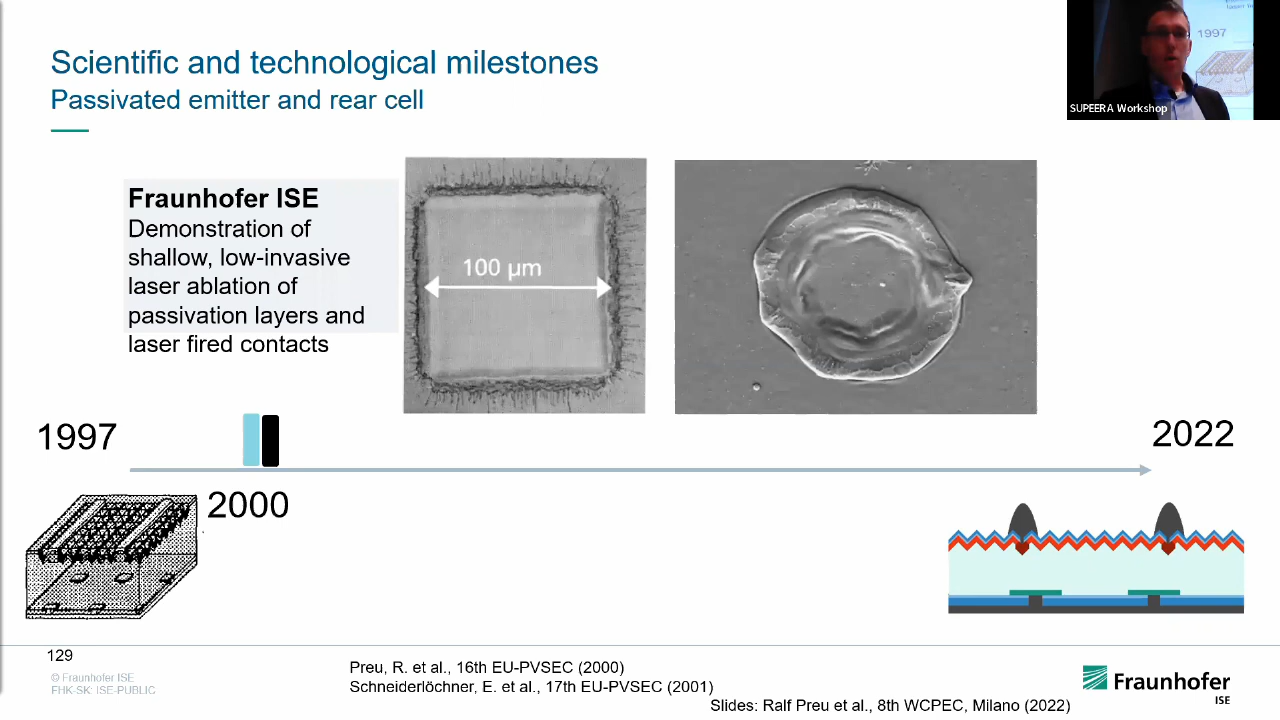 Scientific and technological milestones
Passivated emitter and rear cell
1997
SUPEERA Workshop
Fraunhofer ISE
Demonstration of
shallow, low-invasive
laser ablation of
passivation layers and
laser fired contacts
100 µm
1997
2022
2000
129
© Fraunhofer ISE
FHK-SK: ISE-PUBLIC
Preu, R. et al., 16th EU-PVSEC (2000)
Schneiderlöchner, E. et al., 17th EU-PVSEC (2001)
Slides: Ralf Preu et al., 8th WCPEC, Milano (2022)
Fraunhofer
ISE